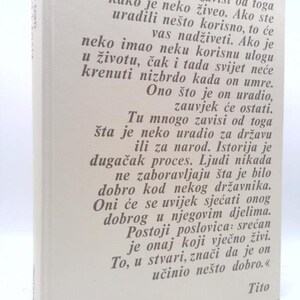 zavisi od toga
kako je neko živeo. Ako ste
uradili nešto korisno, to će
vas nadživeti. Ako je
neko imao neku korisnu ulogu
u životu, čak i tada svijet neće
krenuti nizbrdo kada on umre.
Ono što je on uradio,
zauvjek će ostati.
Tu mnogo zavisi od toga
šta je neko uradio za državu
ili za narod. Istorija je
dugačak proces. Ljudi nikada
ne zaboravljaju šta je bilo
dobro kod nekog državnika.
Oni će se uvijek sjećati onog
dobrog u njegovim djelima.
Postoji poslovica: srećan
je onaj koji vječno živi.
To, u stvari, znači da je on
učinio nešto dobro.«
Tito